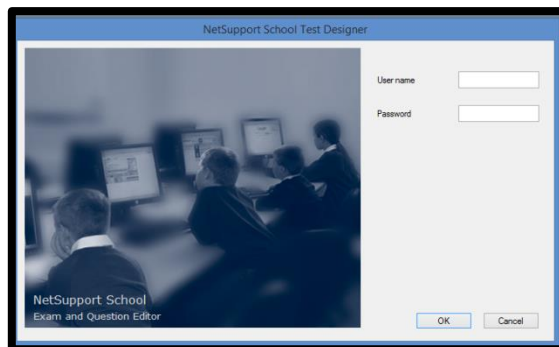 NetSupport School Test Designer
User name
Password
NetSupport School
Exam and Question Editor
OK
Cancel